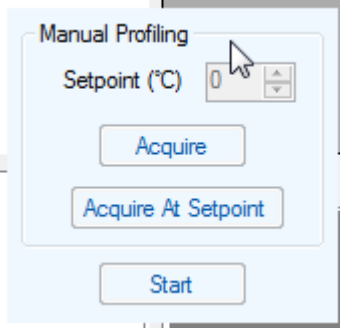 Manual Profiling
Setpoint (°C) 0
Acquire
Acquire At Setpoint
Start